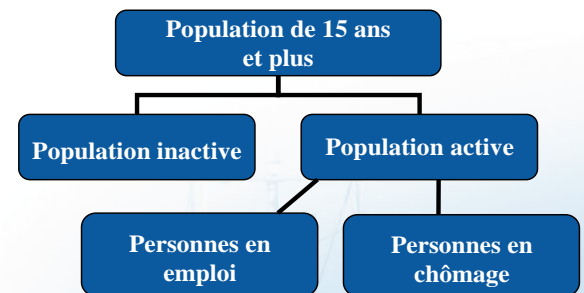 Population de 15 ans
et plus
Population inactive
Population active
Personnes en
emploi
Personnes en
chômage